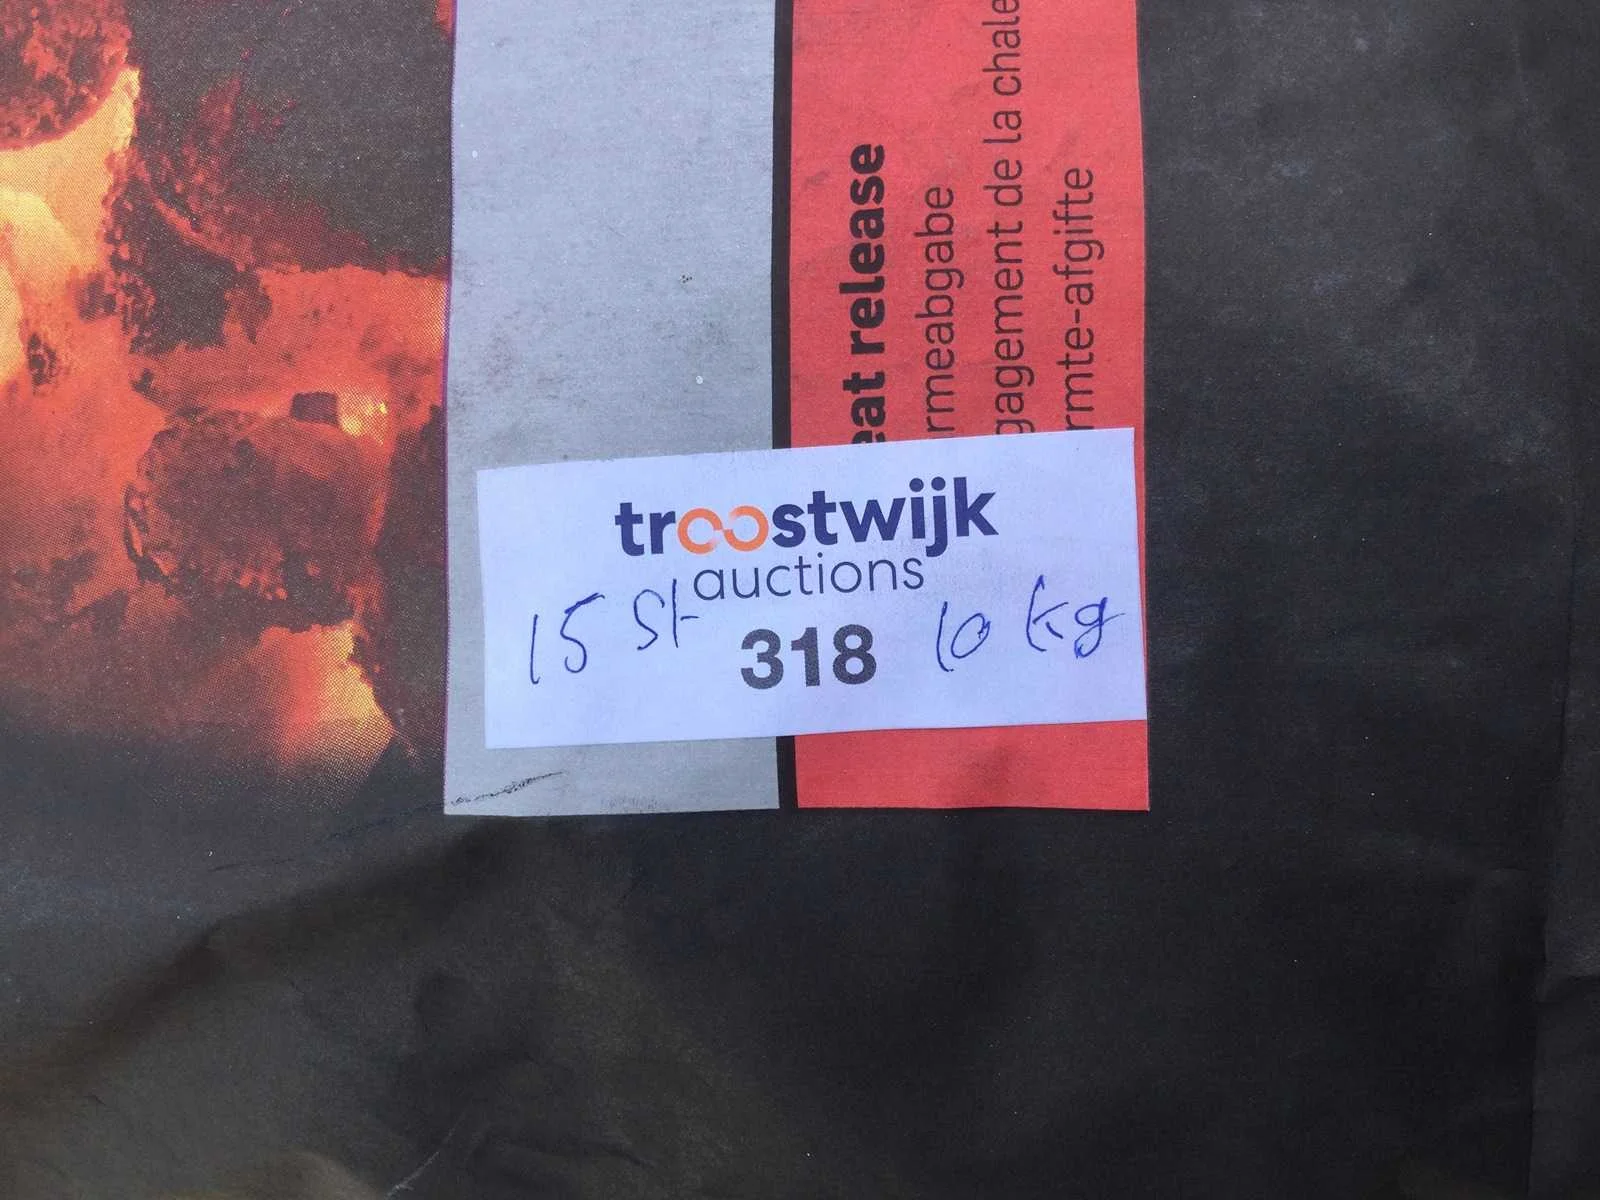 eat release
rmeabgabe
gagement de la chale
rmte-afgifte
troostwijk
auctions
15 St 318 10 kg